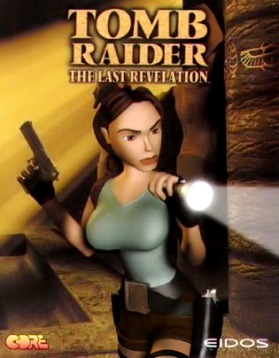 TOMB
RAIDER
THE LAST REVELATION
CORE
EIDOS